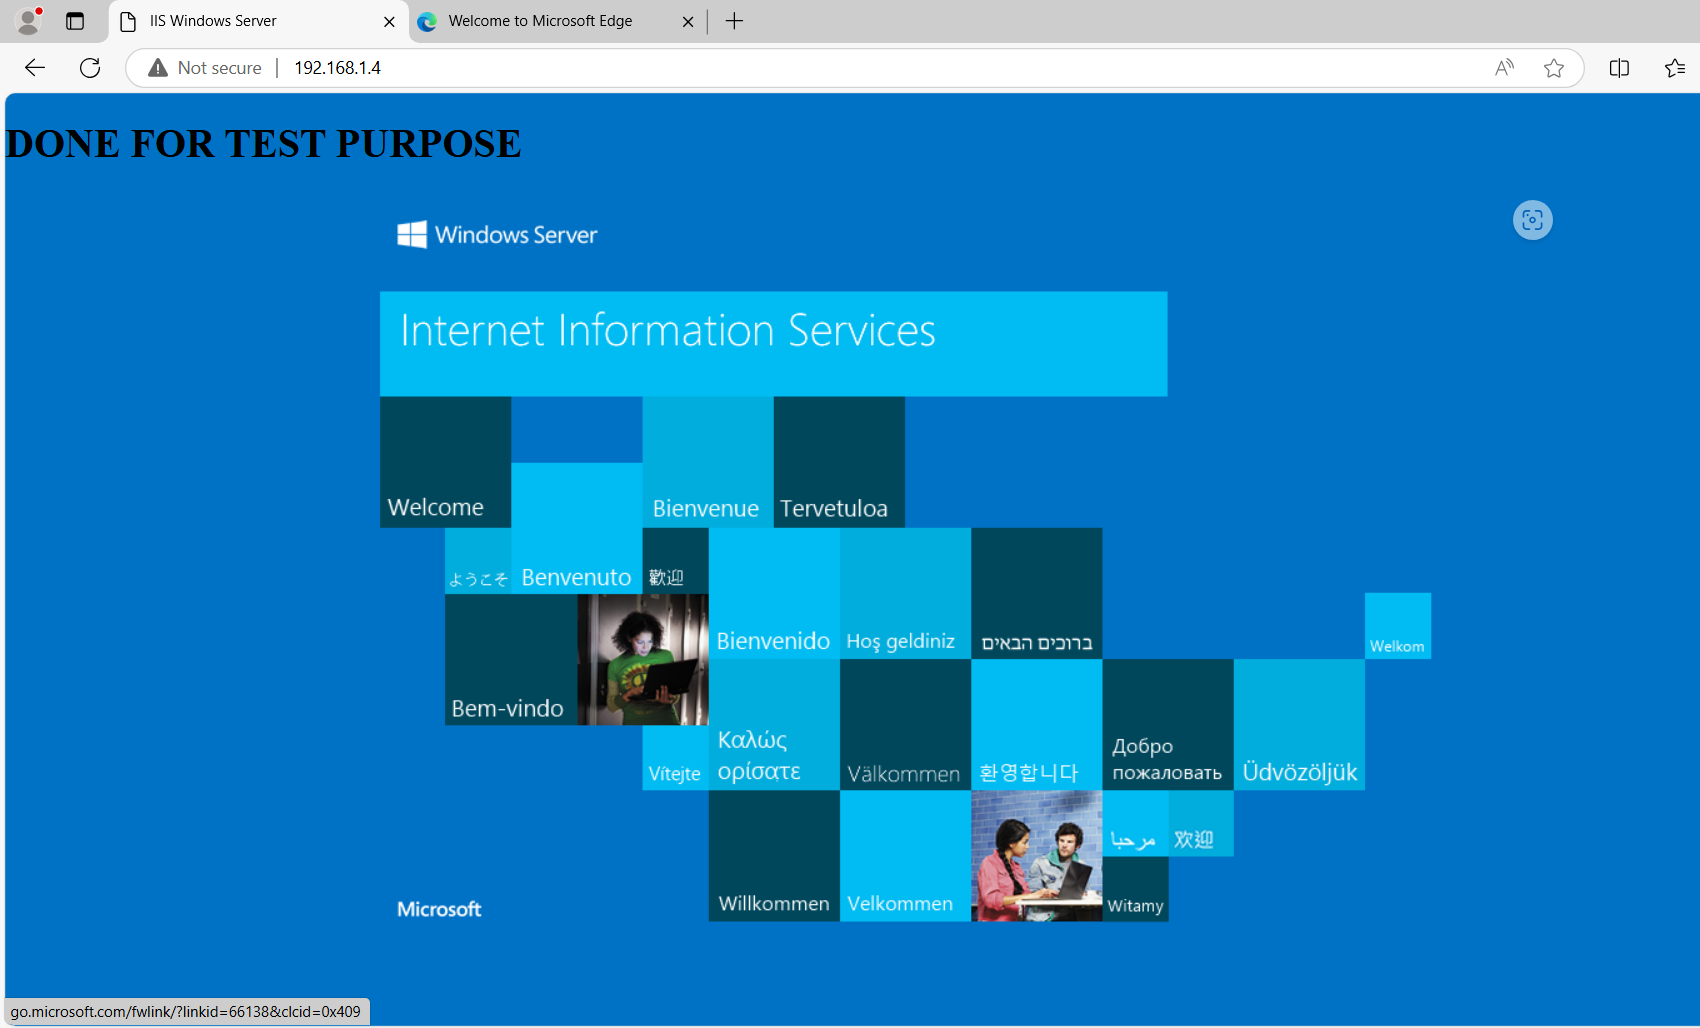 IIS Windows Server
Welcome to Microsoft Edge
Not secure
192.168.1.4
DONE FOR TEST PURPOSE
Windows Server
Internet Information Services
Welcome
Bienvenue
Tervetuloa
ようこそ
Benvenuto
歡迎
Bienvenido
Hoş geldiniz
ברוכים הבאים
Welkom
Bem-vindo
Vítejte
Καλώς
ορίσατε
Välkommen
환영합니다
Добро
пожаловать
Üdvözöljük
مرحبا
欢迎
Willkommen
Velkommen
Witamy
Microsoft
go.microsoft.com/fwlink/?linkid=66138&clcid=0x409